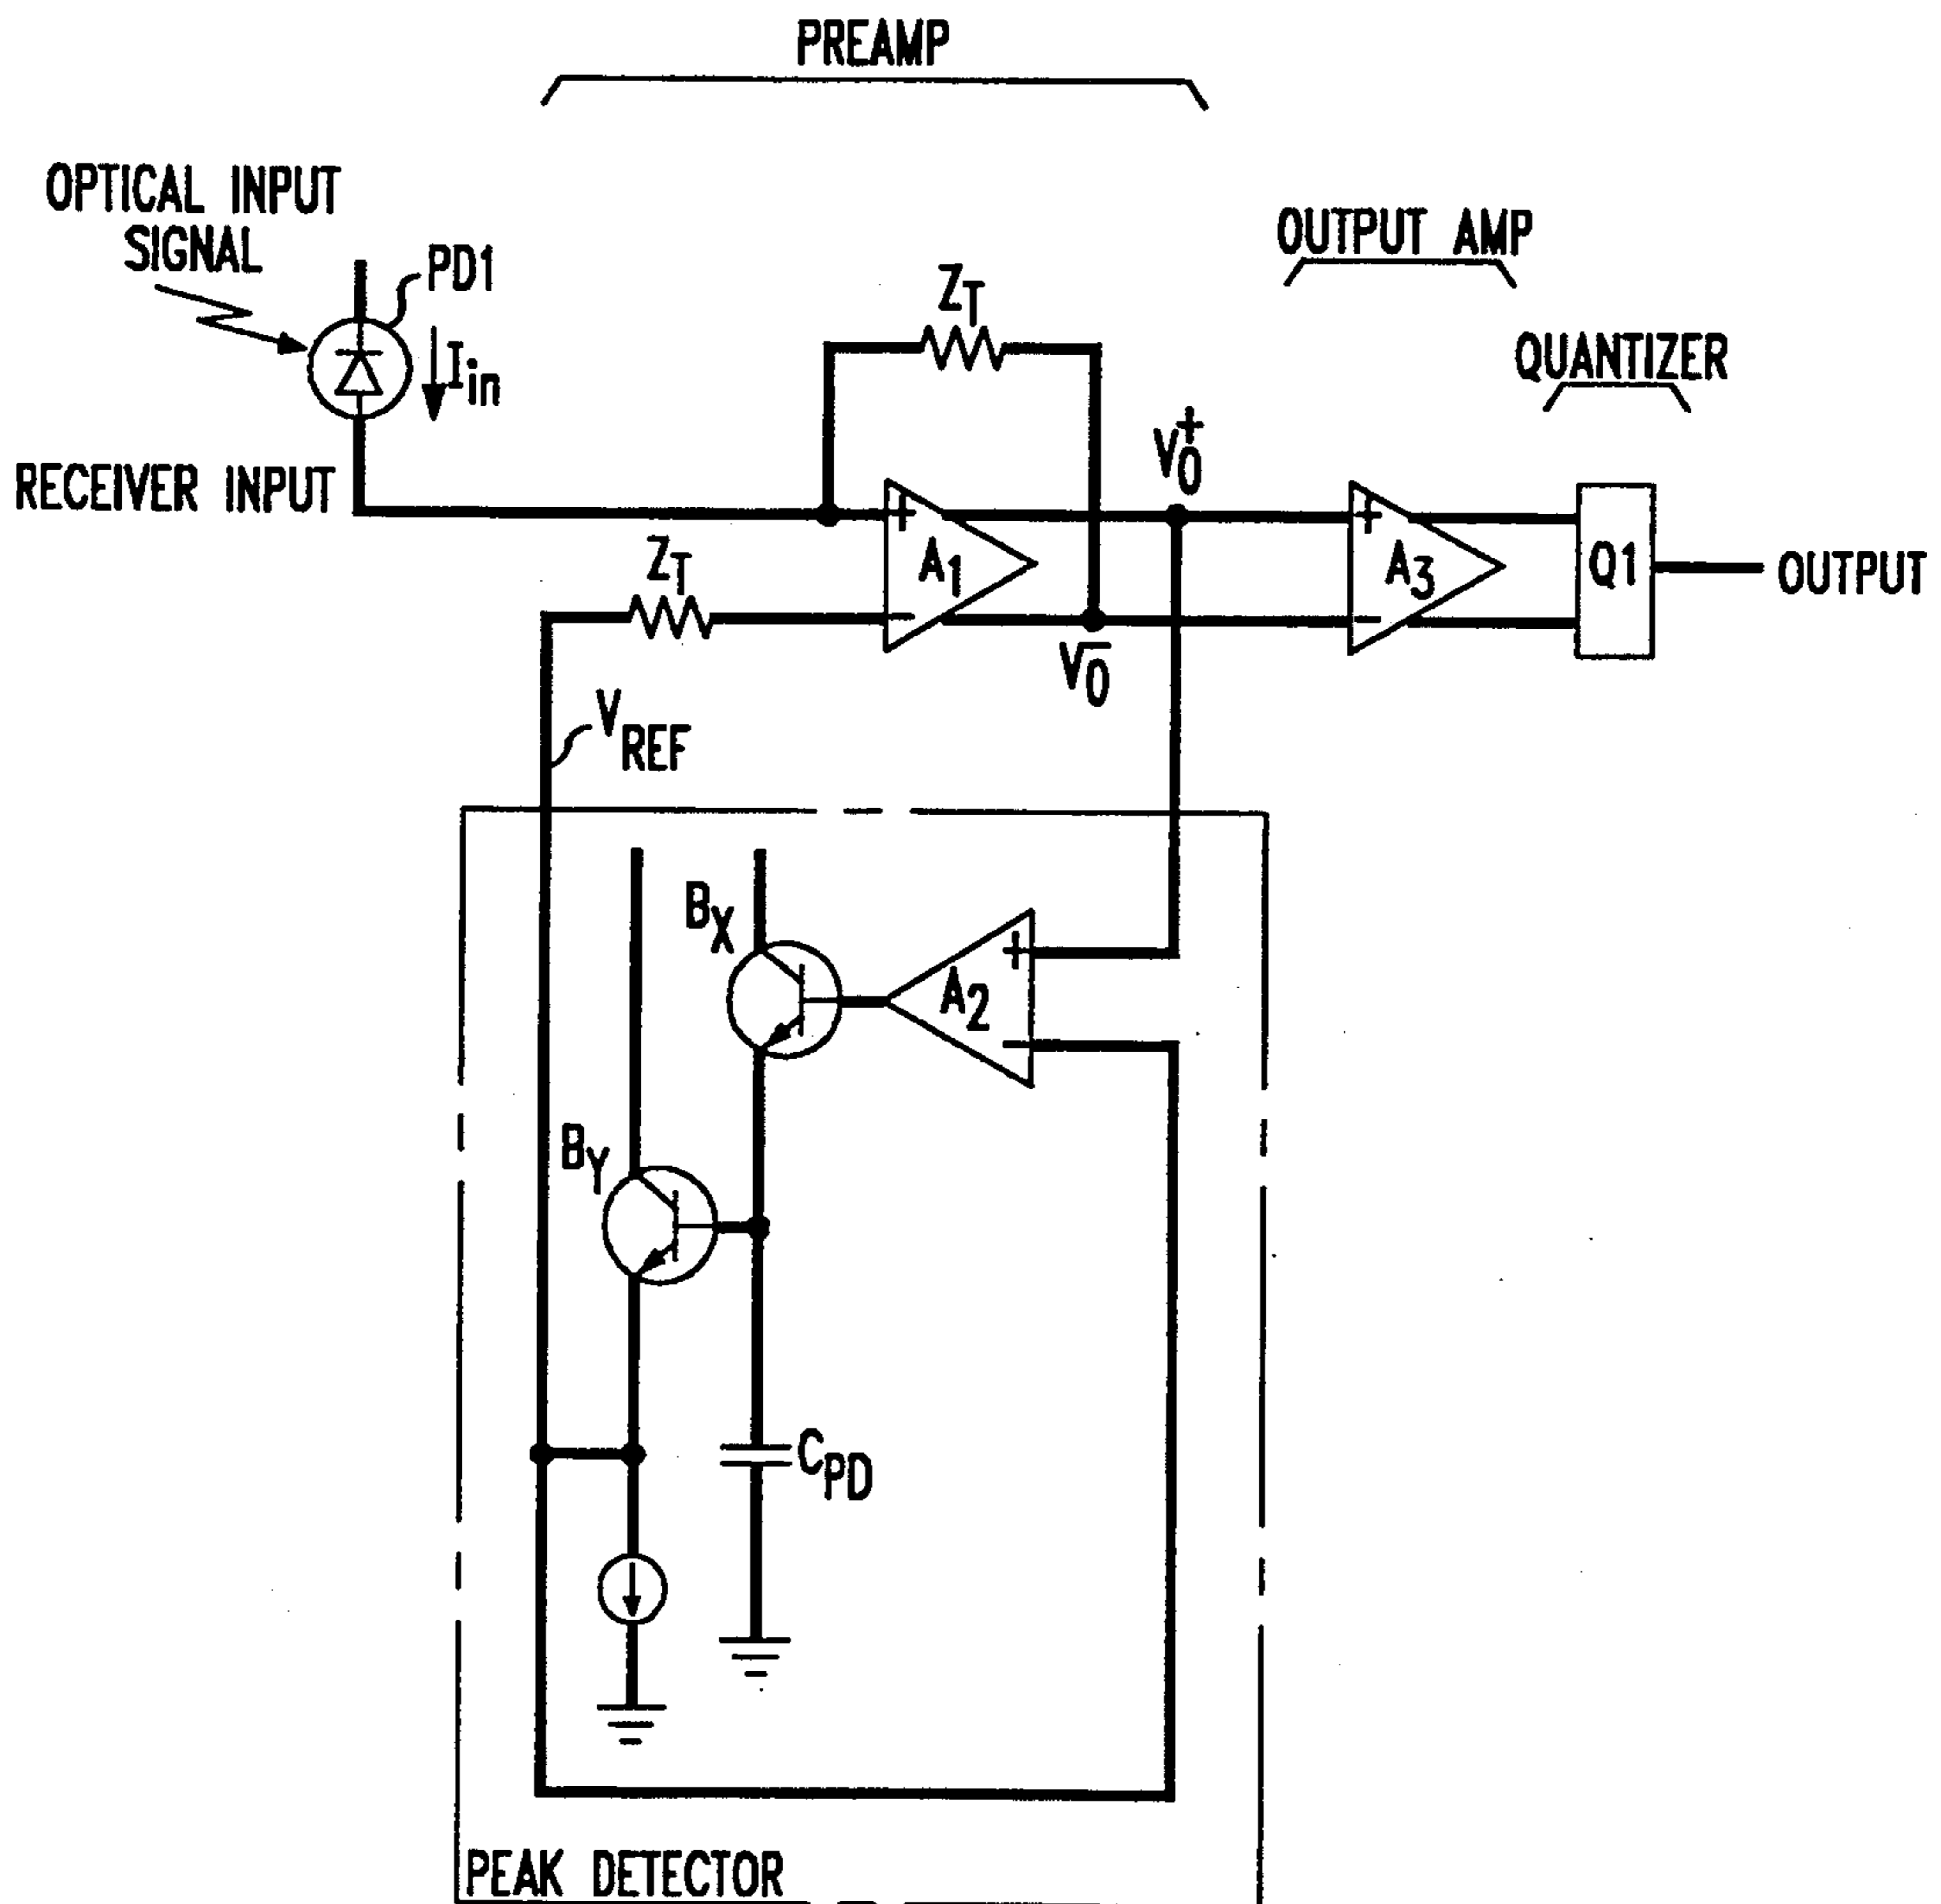 PREAMP
OPTICAL INPUT
SIGNAL
PD1
OUTPUT AMP
ZT
Iin
QUANTIZER
V0+
RECEIVER INPUT
+
+
ZT
A1
A3
Q1
OUTPUT
−
−
V0−
VREF
BX
+
A2
−
BY
CPD
PEAK DETECTOR